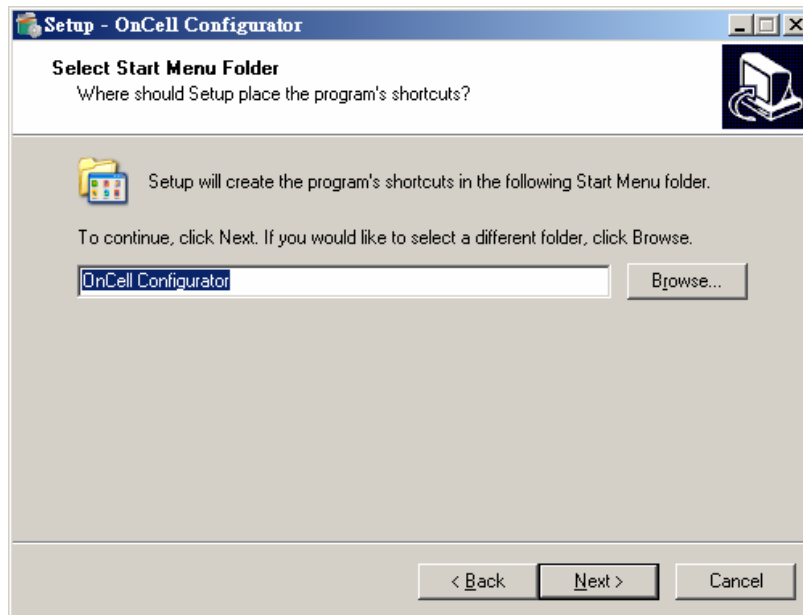 Setup - OnCell Configurator
Select Start Menu Folder
Where should Setup place the program's shortcuts?
Setup will create the program's shortcuts in the following Start Menu folder.
To continue, click Next. If you would like to select a different folder, click Browse.
OnCell Configurator
Browse...
< Back
Next >
Cancel